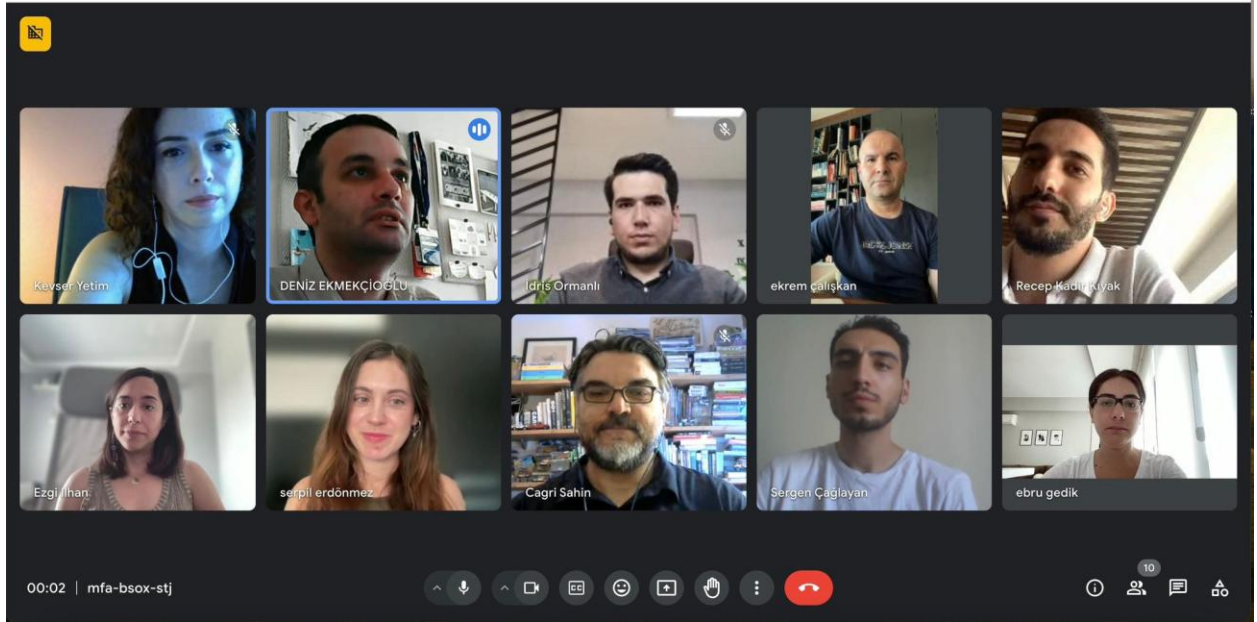 Kevser Yetim
DENİZ EKMEKÇİOĞLU
İdris Ormanlı
ekrem çalışkan
Recep Kadir Kıyak
Ezgi İlhan
serpil erdönmez
Cagri Sahin
Sergen Çağlayan
ebru gedik
00:02 | mfa-bsox-stj
CC
10